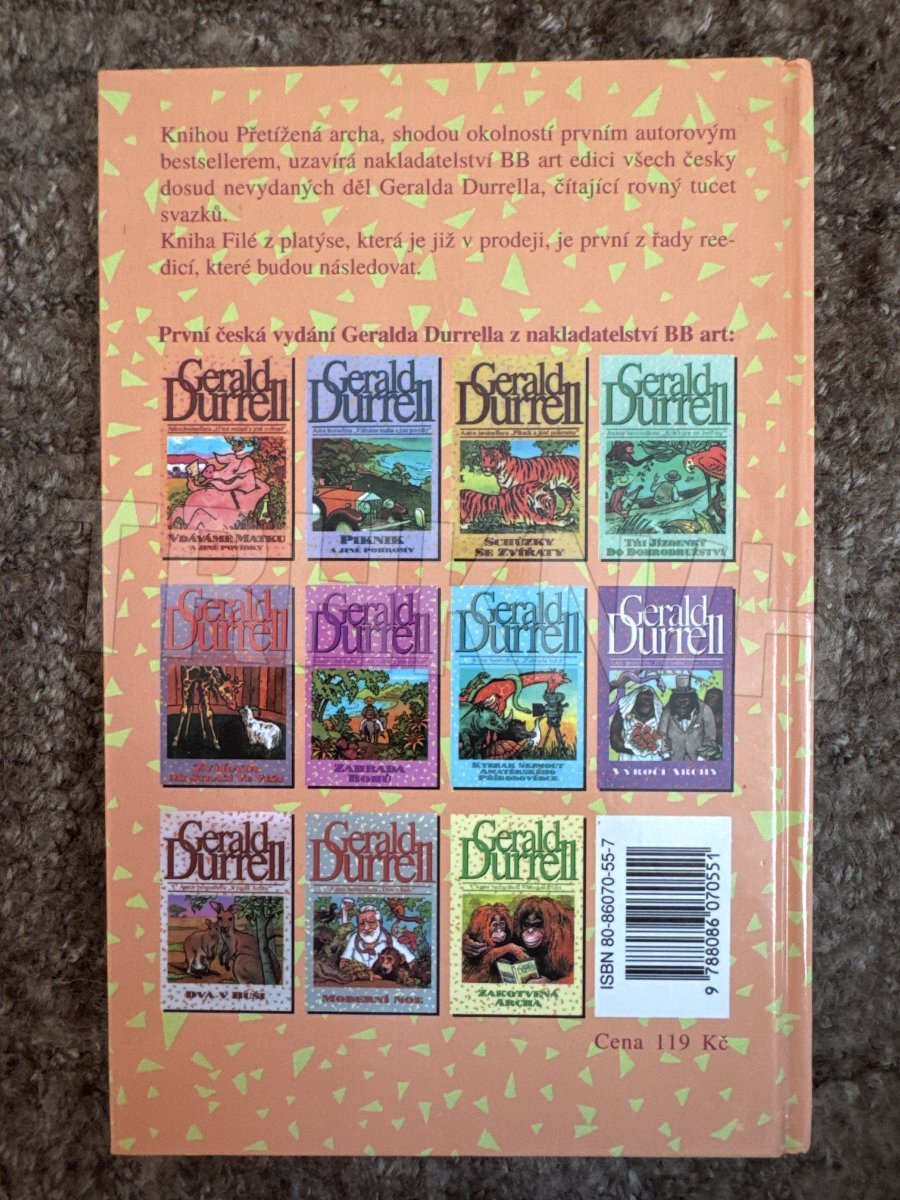 Knihou Přetížená archa, shodou okolností prvním autorovým
bestsellerem, uzavírá nakladatelství BB art edici všech česky
dosud nevydaných děl Geralda Durrella, čítající rovný tucet
svazků.
Kniha Filé z platýse, která je již v prodeji, je první z řady ree-
dicí, které budou následovat.
První česká vydání Geralda Durrella z nakladatelství BB art:
Gerald
Durrell
VDÁVÁME MATKU
A JINÉ POVÍDKY
Gerald
Durrell
PIKNIK
A JINÉ POHROMY
Gerald
Durrell
SCHŮZKY
SE ZVÍŘATY
Gerald
Durrell
TŘI JÍZDENKY
DO DOBRODRUŽSTVÍ
Gerald
Durrell
ZVÍŘATA
Gerald
Durrell
ZAHRADA
BOHŮ
Gerald
Durrell
KTERAK SEJMOUT
AMATÉRSKÉHO
PŘÍRODOVĚDCE
Gerald
Durrell
VÝROČÍ ARCHY
Gerald
Durrell
DVA V BUŠI
Gerald
Durrell
MODERNÍ NOE
Gerald
Durrell
ZAKOTVENÁ
ARCHA
ISBN 80-86070-55-7
9 788086 070551
Cena 119 Kč